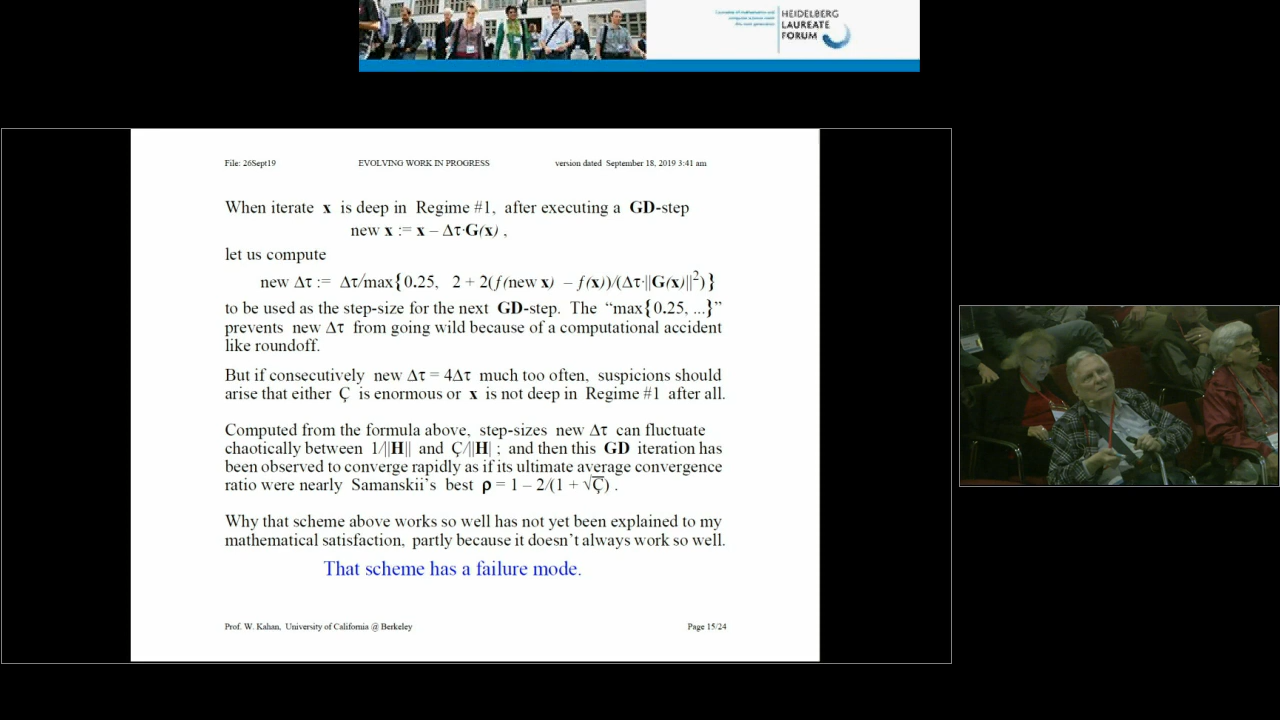 HEIDELBERG
LAUREATE
FORUM
File: 26Sept19 EVOLVING WORK IN PROGRESS version dated September 18, 2019 3:41 am
When iterate x is deep in Regime #1, after executing a GD-step
new x := x – Δτ·G(x) ,
let us compute
new Δτ := Δτ/max{0.25, 2 + 2(f(new x) – f(x))/(Δτ·||G(x)||²)}
to be used as the step-size for the next GD-step. The “max{0.25, ...}”
prevents new Δτ from going wild because of a computational accident
like roundoff.
But if consecutively new Δτ = 4Δτ much too often, suspicions should
arise that either Ç is enormous or x is not deep in Regime #1 after all.
Computed from the formula above, step-sizes new Δτ can fluctuate
chaotically between 1/||H|| and Ç/||H| ; and then this GD iteration has
been observed to converge rapidly as if its ultimate average convergence
ratio were nearly Samanskii’s best ρ = 1 – 2/(1 + √Ç) .
Why that scheme above works so well has not yet been explained to my
mathematical satisfaction, partly because it doesn’t always work so well.
That scheme has a failure mode.
Prof. W. Kahan, University of California @ Berkeley Page 15/24